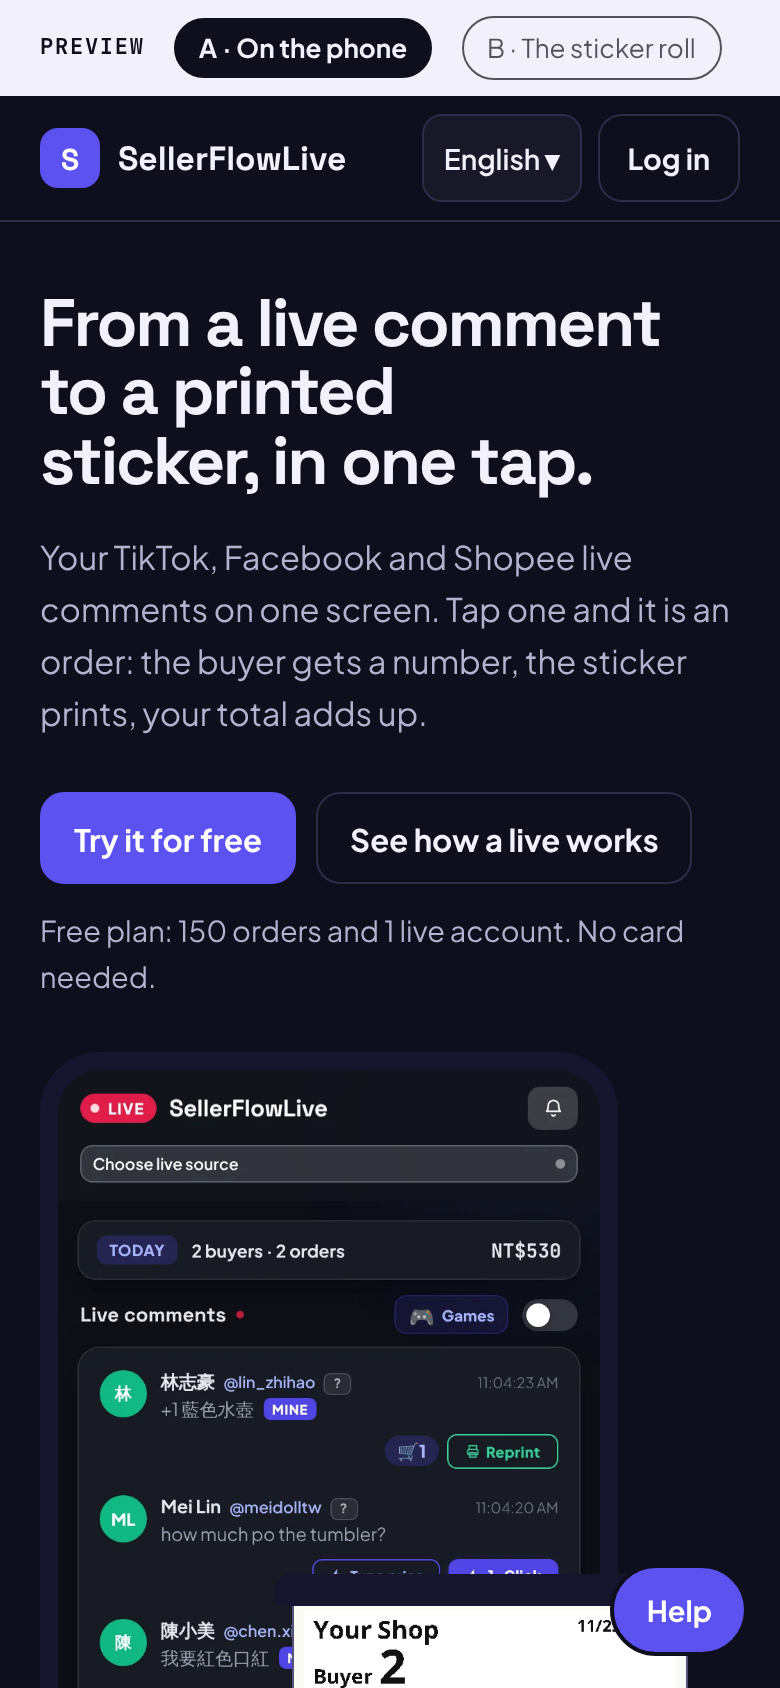 PREVIEW
A · On the phone
B · The sticker roll
S
SellerFlowLive
English ▾
Log in
From a live comment
to a printed
sticker, in one tap.
Your TikTok, Facebook and Shopee live
comments on one screen. Tap one and it is an
order: the buyer gets a number, the sticker
prints, your total adds up.
Try it for free
See how a live works
Free plan: 150 orders and 1 live account. No card
needed.
LIVE
SellerFlowLive
Choose live source
TODAY
2 buyers · 2 orders
NT$530
Live comments
Games
林
林志豪 @lin_zhihao ?
11:04:23 AM
+1 藍色水壺 MINE
1
Reprint
ML
Mei Lin @meidolltw ?
11:04:20 AM
how much po the tumbler?
陳
陳小美
我要紅色口紅
Your Shop
Buyer 2
Help